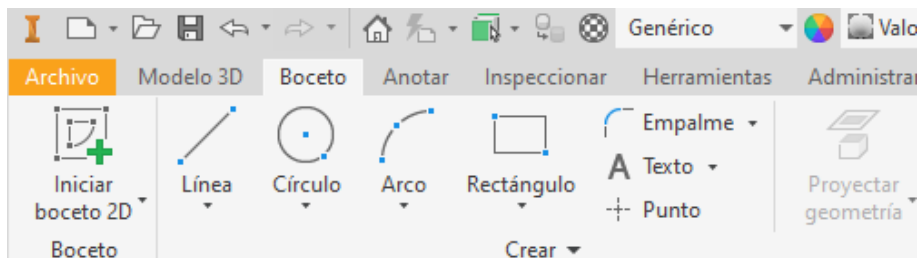 Genérico
Valo
Archivo Modelo 3D Boceto Anotar Inspeccionar Herramientas Administrar
Empalme
Texto
Punto
Iniciar boceto 2D
Línea
Círculo
Arco
Rectángulo
Proyectar geometría
Boceto
Crear